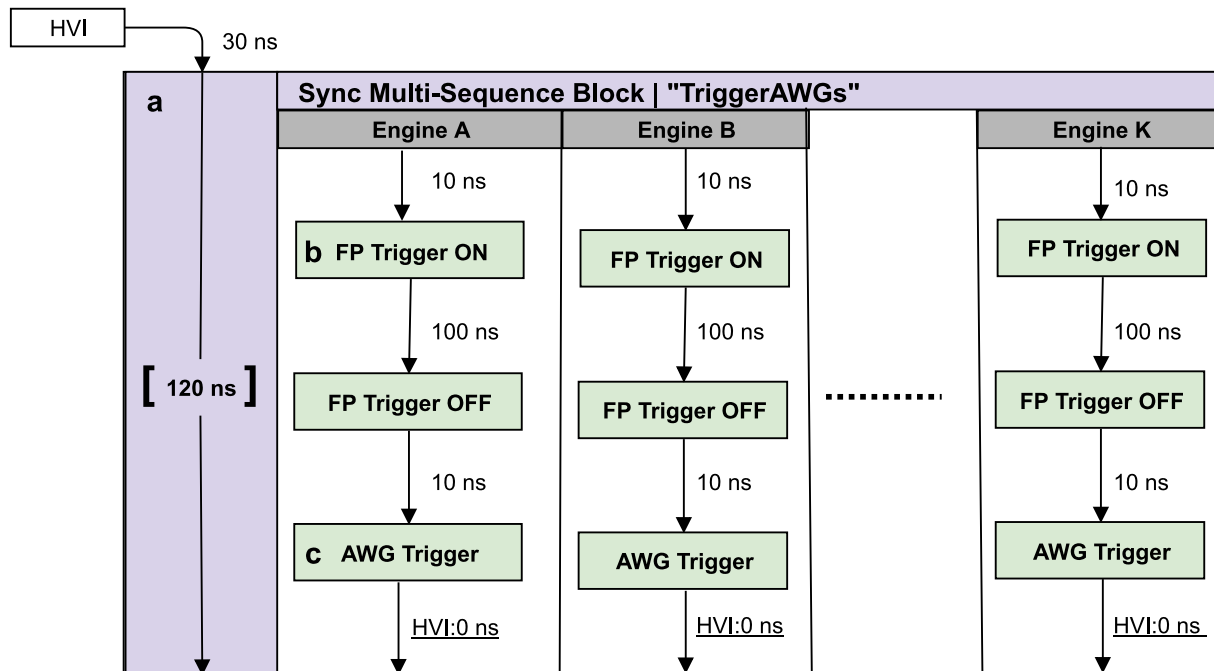 HVI
30 ns
a
Sync Multi-Sequence Block | "TriggerAWGs"
Engine A
Engine B
Engine K
10 ns
10 ns
10 ns
b FP Trigger ON
FP Trigger ON
FP Trigger ON
100 ns
100 ns
100 ns
[ 120 ns ]
FP Trigger OFF
FP Trigger OFF
FP Trigger OFF
10 ns
10 ns
10 ns
c AWG Trigger
AWG Trigger
AWG Trigger
HVI:0 ns
HVI:0 ns
HVI:0 ns